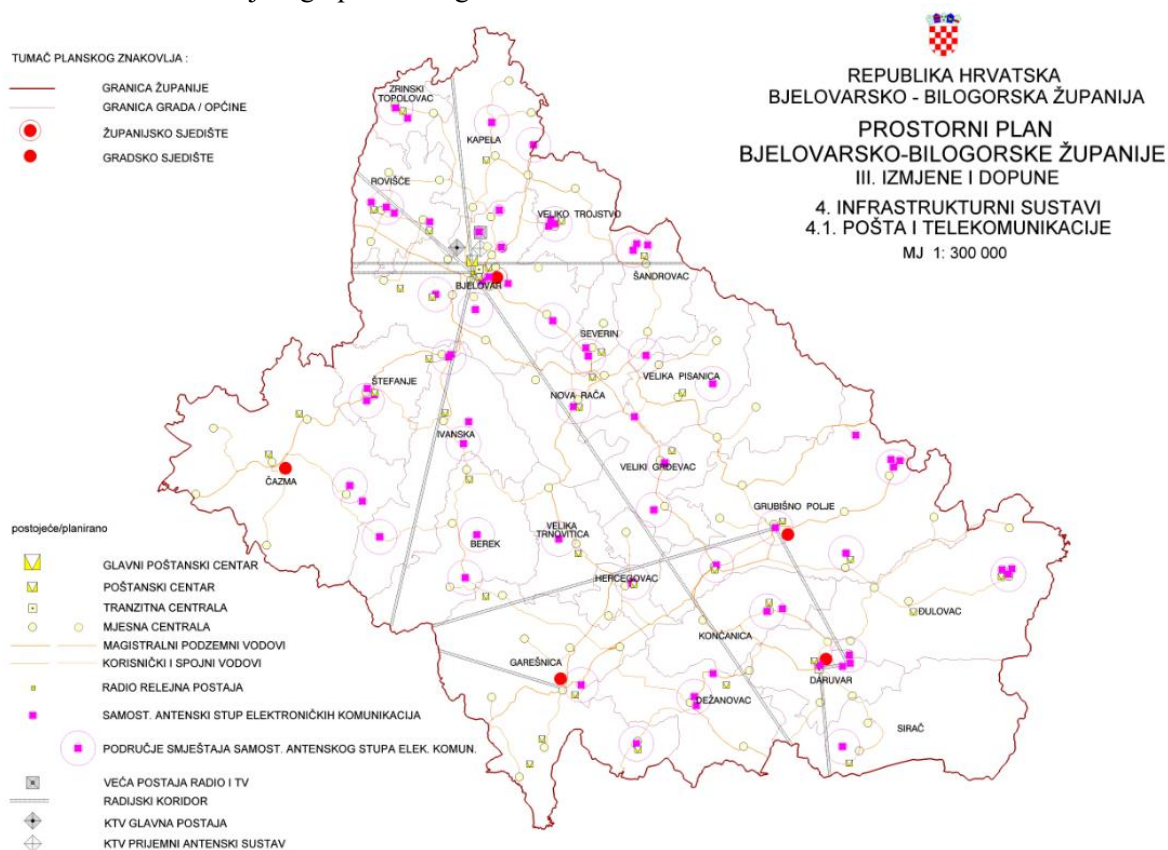 TUMAČ PLANSKOG ZNAKOVLJA :
GRANICA ŽUPANIJE
GRANICA GRADA / OPĆINE
ŽUPANIJSKO SJEDIŠTE
GRADSKO SJEDIŠTE
REPUBLIKA HRVATSKA
BJELOVARSKO - BILOGORSKA ŽUPANIJA
PROSTORNI PLAN
BJELOVARSKO-BILOGORSKE ŽUPANIJE
III. IZMJENE I DOPUNE
4. INFRASTRUKTURNI SUSTAVI
4.1. POŠTA I TELEKOMUNIKACIJE
MJ 1: 300 000
ZRINSKI
TOPOLOVAC
KAPELA
ROVIŠĆE
VELIKO TROJSTVO
ŠANDROVAC
BJELOVAR
SEVERIN
VELIKA PISANICA
ŠTEFANJE
NOVA RAČA
IVANSKA
VELIKI GRĐEVAC
ČAZMA
GRUBIŠNO POLJE
VELIKA
TRNOVITICA
BEREK
HERCEGOVAC
ĐULOVAC
KONČANICA
GAREŠNICA
DARUVAR
DEŽANOVAC
SIRAČ
postojeće/planirano
GLAVNI POŠTANSKI CENTAR
POŠTANSKI CENTAR
TRANZITNA CENTRALA
MJESNA CENTRALA
MAGISTRALNI PODZEMNI VODOVI
KORISNIČKI I SPOJNI VODOVI
RADIO RELEJNA POSTAJA
SAMOST. ANTENSKI STUP ELEKTRONIČKIH KOMUNIKACIJA
PODRUČJE SMJEŠTAJA SAMOST. ANTENSKOG STUPA ELEK. KOMUN.
VEĆA POSTAJA RADIO I TV
RADIJSKI KORIDOR
KTV GLAVNA POSTAJA
KTV PRIJEMNI ANTENSKI SUSTAV